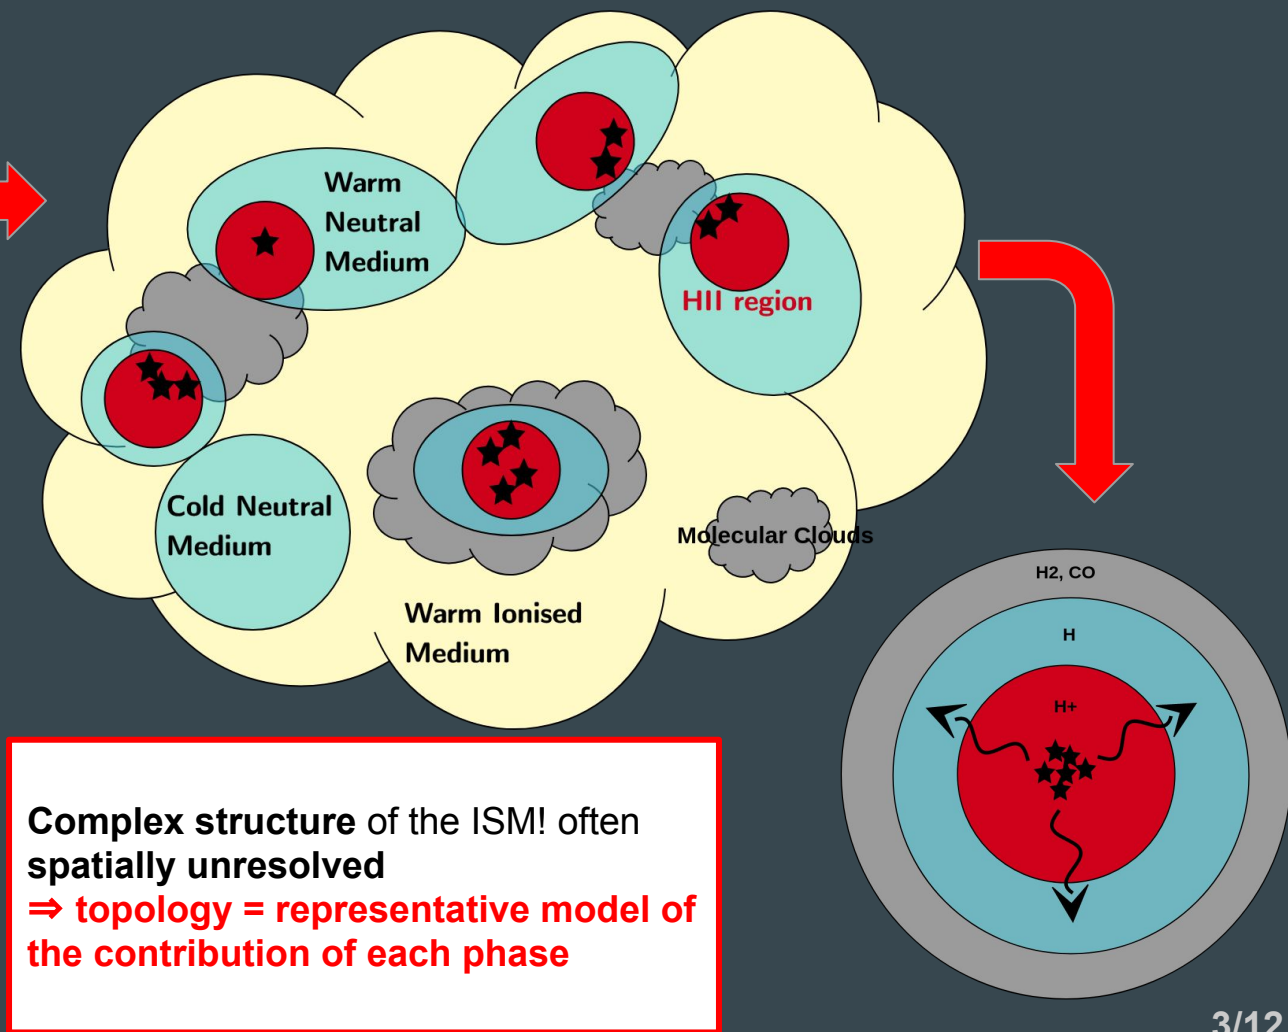 Warm
Neutral
Medium
HII region
Cold Neutral
Medium
Molecular Clouds
Warm Ionised
Medium
H2, CO
H
H+
Complex structure of the ISM! often
spatially unresolved
⇒ topology = representative model of
the contribution of each phase
3/12